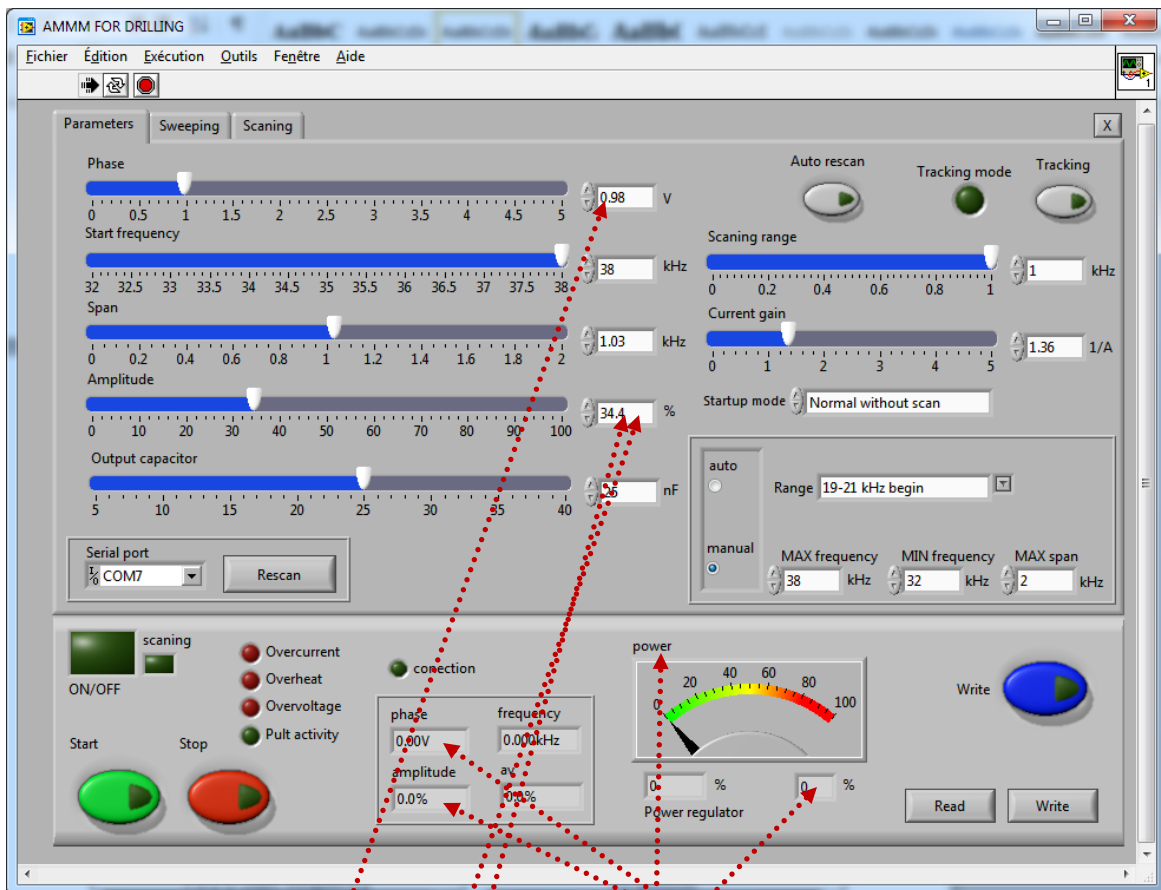 AMMM FOR DRILLING
Fichier Édition Exécution Outils Fenêtre Aide
1
Parameters Sweeping Scaning X
Phase
0 0.5 1 1.5 2 2.5 3 3.5 4 4.5 5
0.98 V
Start frequency
32 32.5 33 33.5 34 34.5 35 35.5 36 36.5 37 37.5 38
38 kHz
Span
0 0.2 0.4 0.6 0.8 1 1.2 1.4 1.6 1.8 2
1.03 kHz
Amplitude
0 10 20 30 40 50 60 70 80 90 100
34.4 %
Output capacitor
5 10 15 20 25 30 35 40
25 nF
Serial port
COM7 Rescan
Auto rescan Tracking mode Tracking
Scaning range
0 0.2 0.4 0.6 0.8 1
1 kHz
Current gain
0 1 2 3 4 5
1.36 1/A
Startup mode Normal without scan
auto
Range 19-21 kHz begin
manual
MAX frequency MIN frequency MAX span
38 kHz 32 kHz 2 kHz
ON/OFF
scaning
Overcurrent
Overheat
Overvoltage
Pult activity
Start Stop
conection
phase frequency
0.00V 0.000kHz
amplitude av
0.0% 0.0%
power
0 20 40 60 80 100
0 % 0 %
Power regulator
Write
Read Write